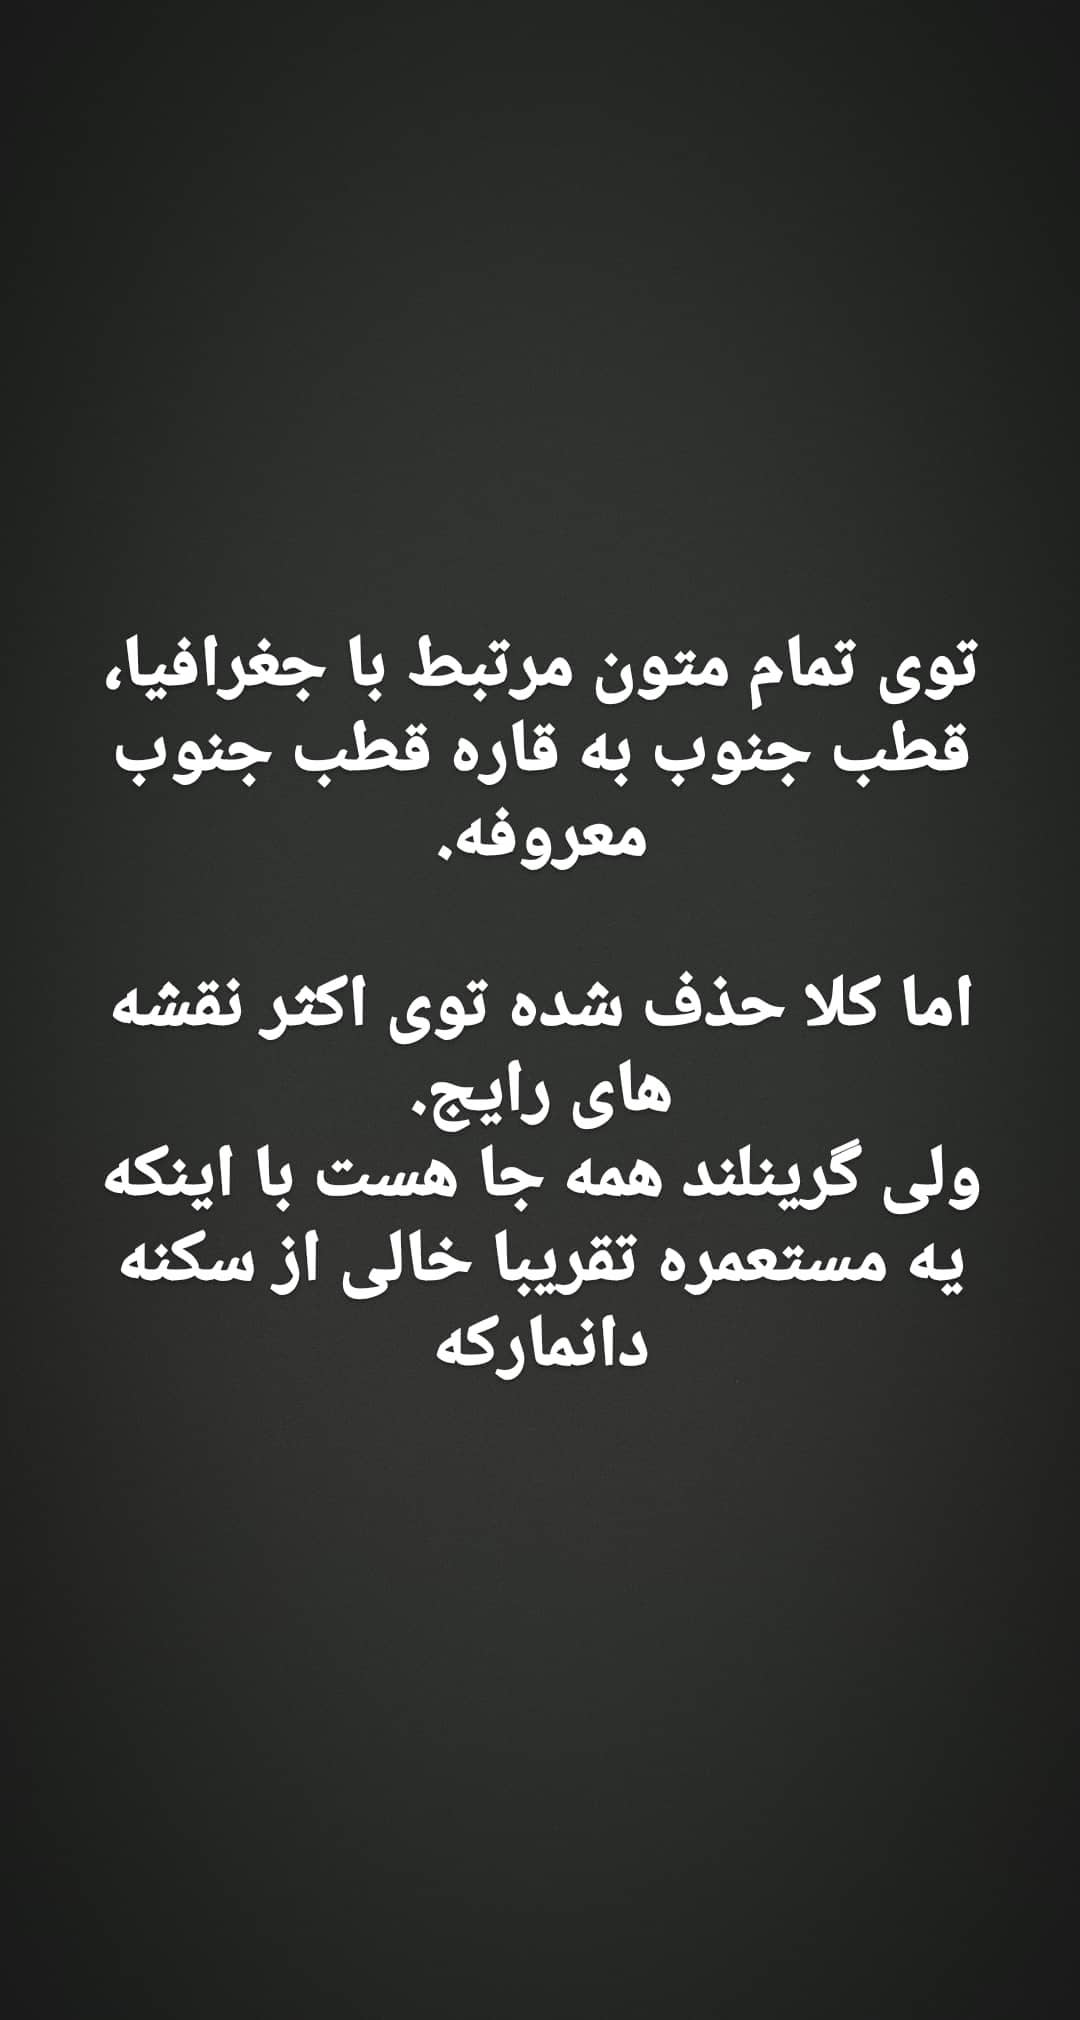 توی تمام متون مرتبط با جغرافیا،
قطب جنوب به قاره قطب جنوب
معروفه.
اما کلا حذف شده توی اکثر نقشه
های رایج.
ولی گرینلند همه جا هست با اینکه
یه مستعمره تقریبا خالی از سکنه
دانمارکه